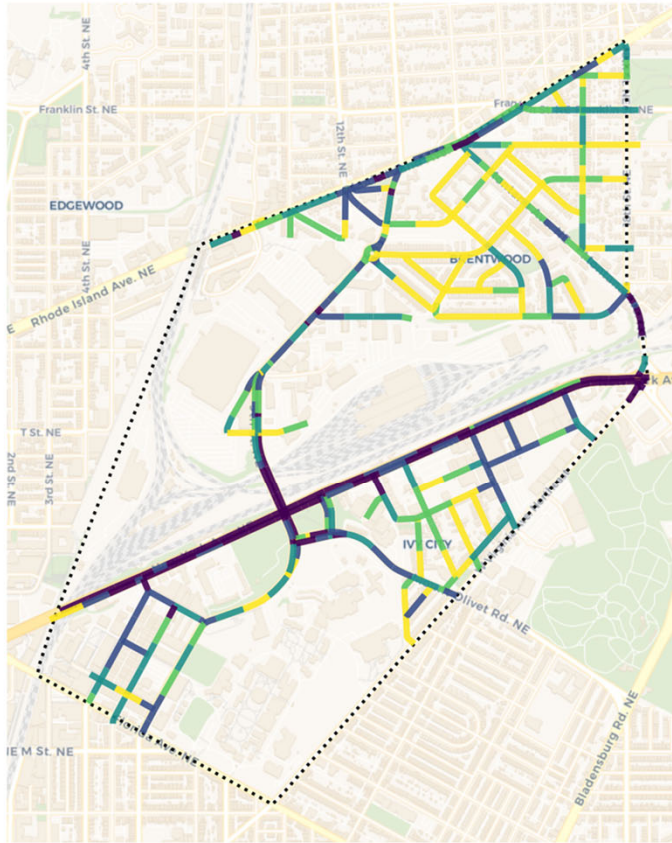 4th St. NE
Franklin St. NE
12th St. NE
EDGEWOOD
4th St. NE
Rhode Island Ave. NE
E
BRENTWOOD
T St. NE
2nd St. NE
3rd St. NE
IVY CITY
Olivet Rd. NE
Bladensburg Rd. NE
NE M St. NE